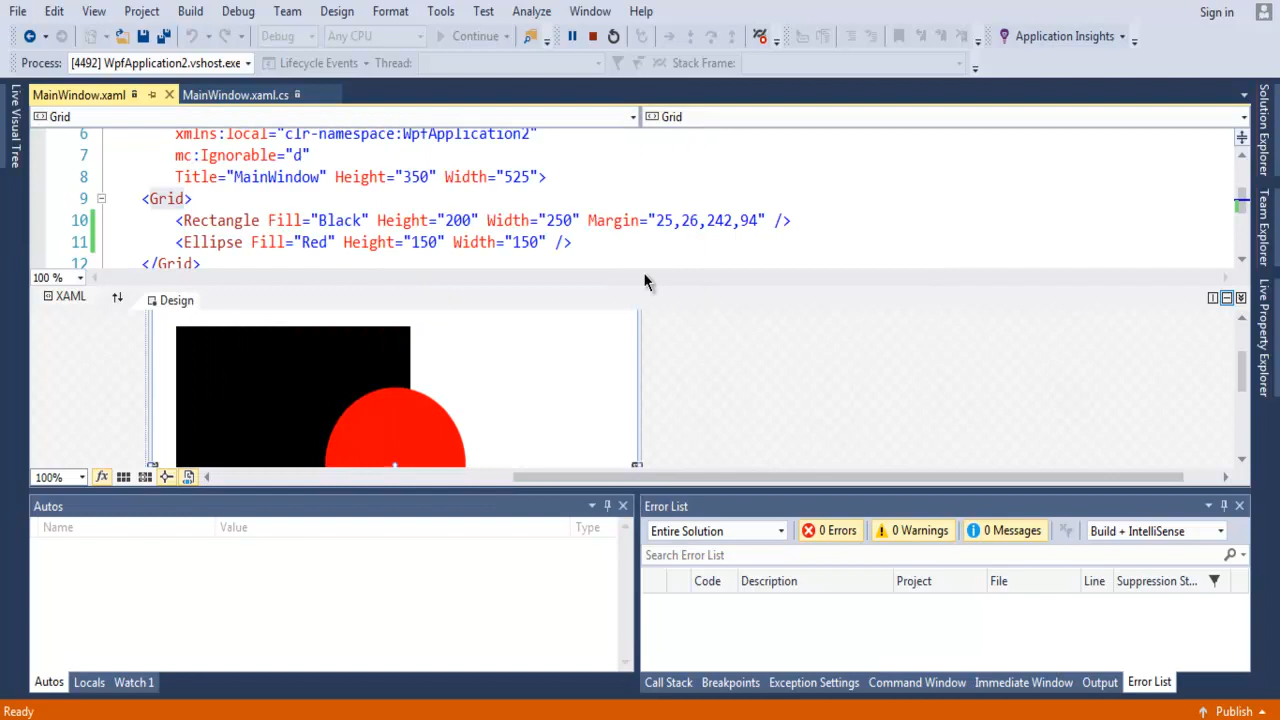 File Edit View Project Build Debug Team Design Format Tools Test Analyze Window Help Sign in
Debug Any CPU Continue Application Insights
Process: [4492] WpfApplication2.vshost.exe Lifecycle Events Thread: Stack Frame:
MainWindow.xaml MainWindow.xaml.cs
Live Visual Tree
Grid Grid
6 xmlns:local="clr-namespace:WpfApplication2"
7 mc:Ignorable="d"
8 Title="MainWindow" Height="350" Width="525">
9 <Grid>
10 <Rectangle Fill="Black" Height="200" Width="250" Margin="25,26,242,94" />
11 <Ellipse Fill="Red" Height="150" Width="150" />
12 </Grid>
100 %
XAML Design
100% fx
Solution Explorer
Team Explorer
Live Property Explorer
Autos
Name Value Type
Autos Locals Watch 1
Error List
Entire Solution 0 Errors 0 Warnings 0 Messages Build + IntelliSense
Search Error List
Code Description Project File Line Suppression St...
Call Stack Breakpoints Exception Settings Command Window Immediate Window Output Error List
Ready Publish